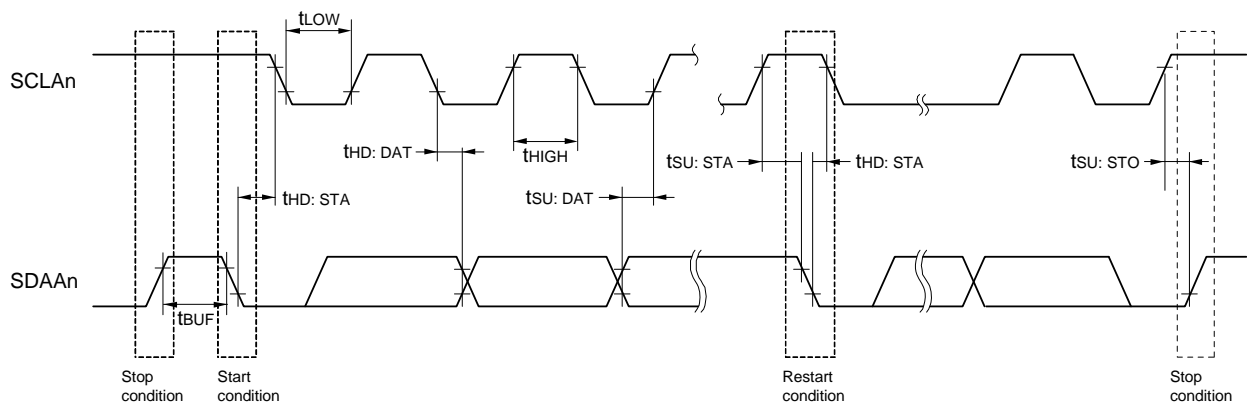 tLOW
SCLAn
tHD: DAT
tHIGH
tSU: STA
tHD: STA
tSU: STO
tHD: STA
tSU: DAT
SDAAn
tBUF
Stop
condition
Start
condition
Restart
condition
Stop
condition